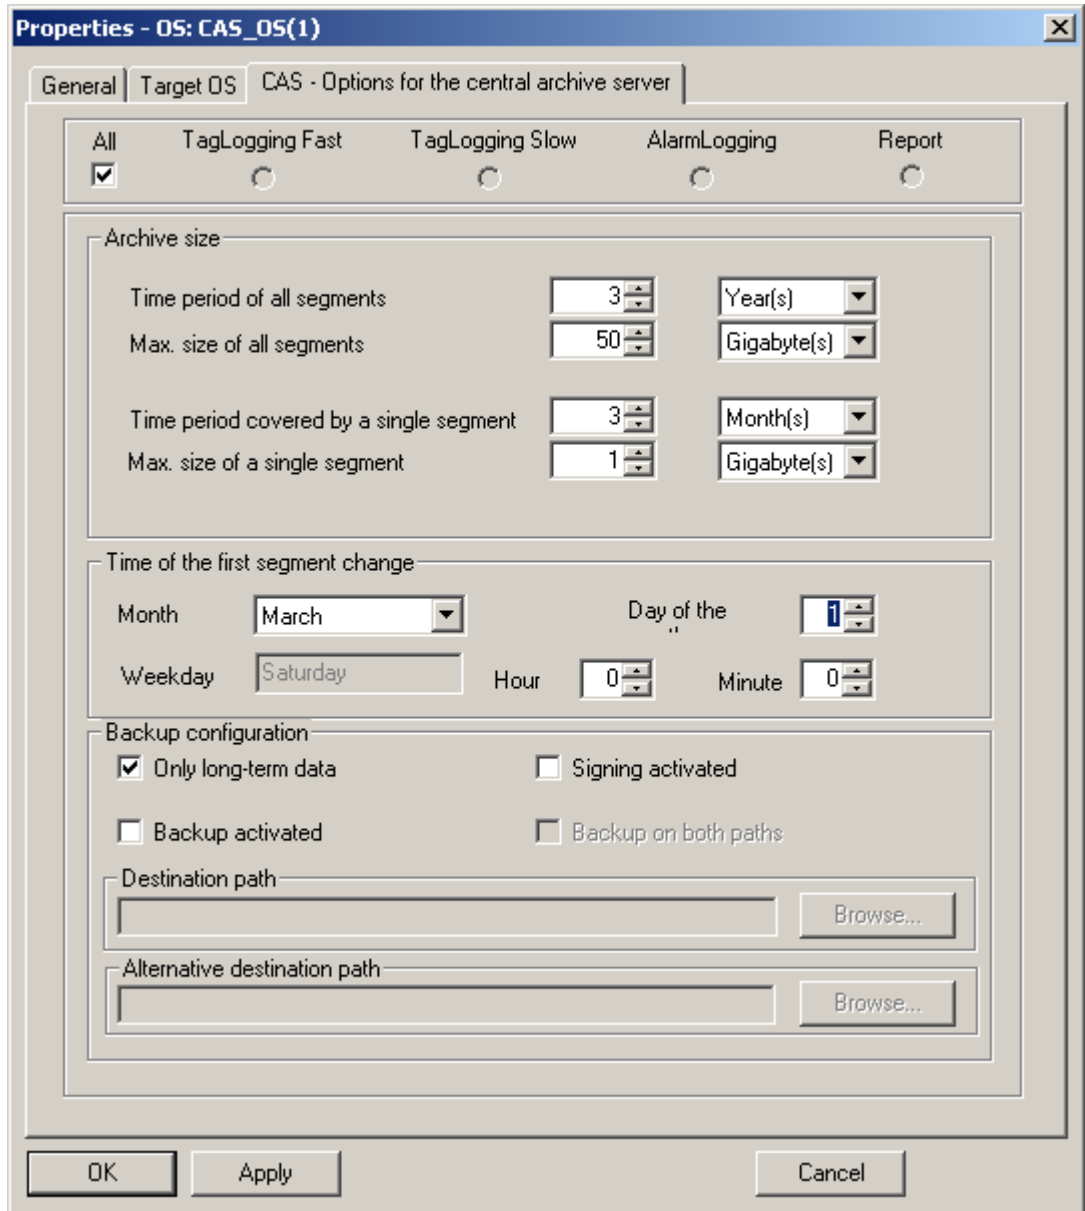 Properties - OS: CAS_OS(1)
General Target OS CAS - Options for the central archive server
All TagLogging Fast TagLogging Slow AlarmLogging Report
Archive size
Time period of all segments 3 Year(s)
Max. size of all segments 50 Gigabyte(s)
Time period covered by a single segment 3 Month(s)
Max. size of a single segment 1 Gigabyte(s)
Time of the first segment change
Month March Day of the 1
Weekday Saturday Hour 0 Minute 0
Backup configuration
Only long-term data Signing activated
Backup activated Backup on both paths
Destination path
Browse...
Alternative destination path
Browse...
OK Apply Cancel